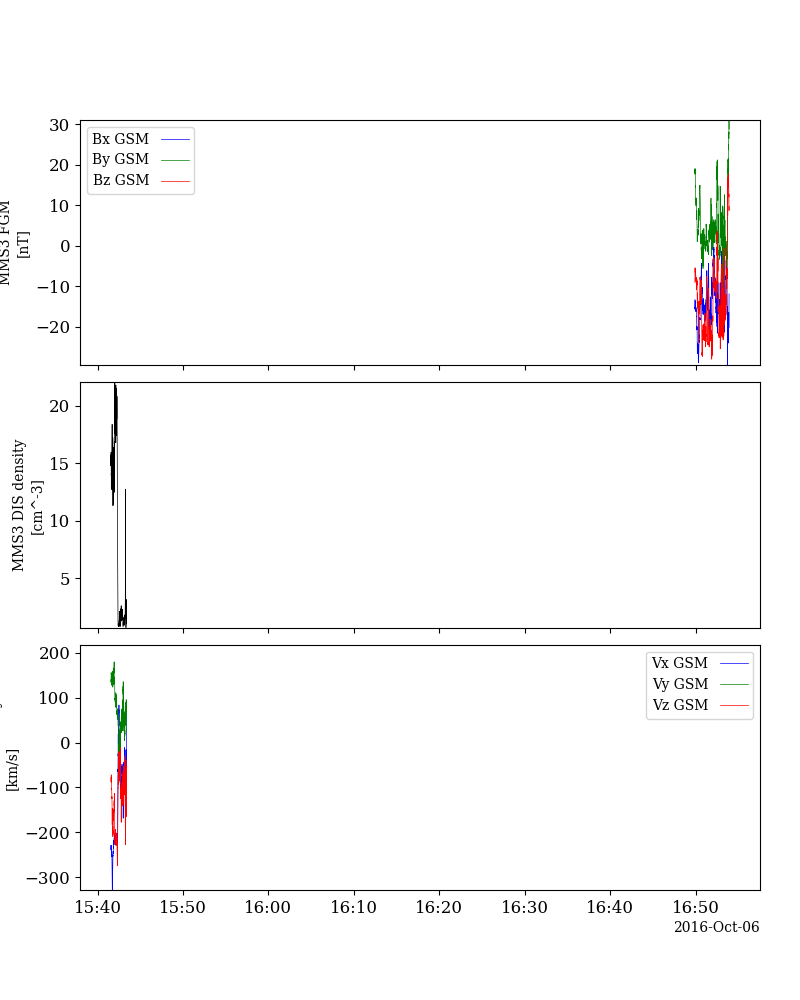 30
20
10
0
−10
−20
MMS3 FGM
[nT]
Bx GSM
By GSM
Bz GSM
20
15
10
5
MMS3 DIS density
[cm^-3]
200
100
0
−100
−200
−300
[km/s]
Vx GSM
Vy GSM
Vz GSM
15:40 15:50 16:00 16:10 16:20 16:30 16:40 16:50
2016-Oct-06